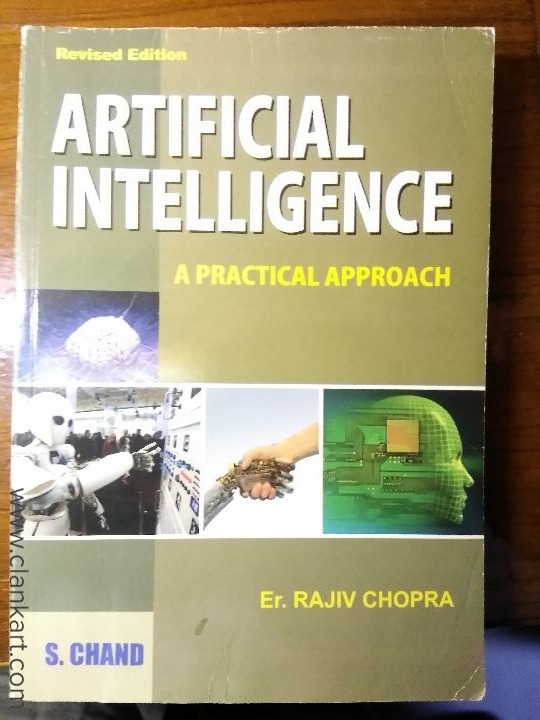 Revised Edition
ARTIFICIAL
INTELLIGENCE
A PRACTICAL APPROACH
Er. RAJIV CHOPRA
S. CHAND
www.clankart.com